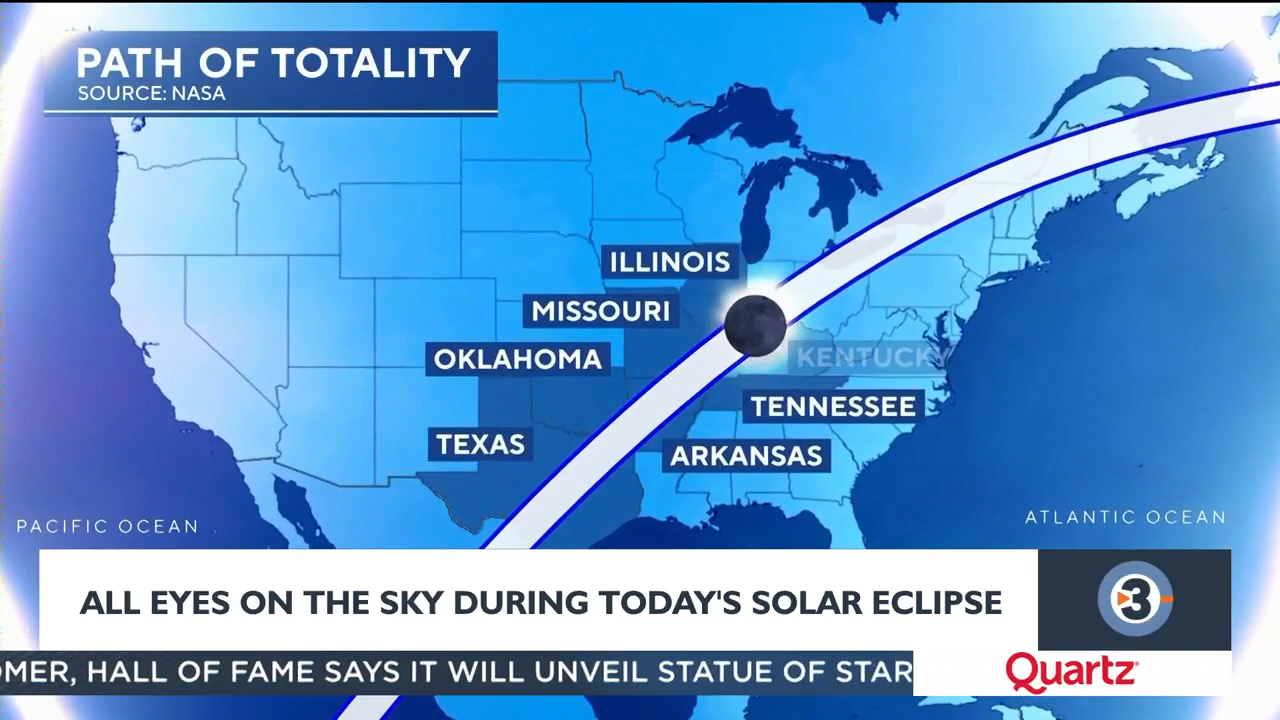 PATH OF TOTALITY
SOURCE: NASA
ILLINOIS
MISSOURI
OKLAHOMA
KENTUCKY
TENNESSEE
TEXAS
ARKANSAS
PACIFIC OCEAN
ATLANTIC OCEAN
ALL EYES ON THE SKY DURING TODAY'S SOLAR ECLIPSE
3
OMER, HALL OF FAME SAYS IT WILL UNVEIL STATUE OF STAR
Quartz